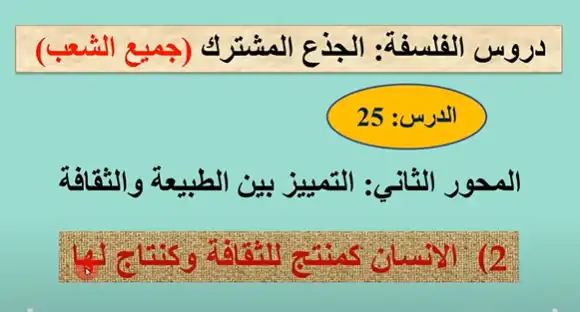 دروس الفلسفة: الجذع المشترك (جميع الشعب)
الدرس: 25
المحور الثاني: التمييز بين الطبيعة والثقافة
2) الانسان كمنتج للثقافة وكنتاج لها